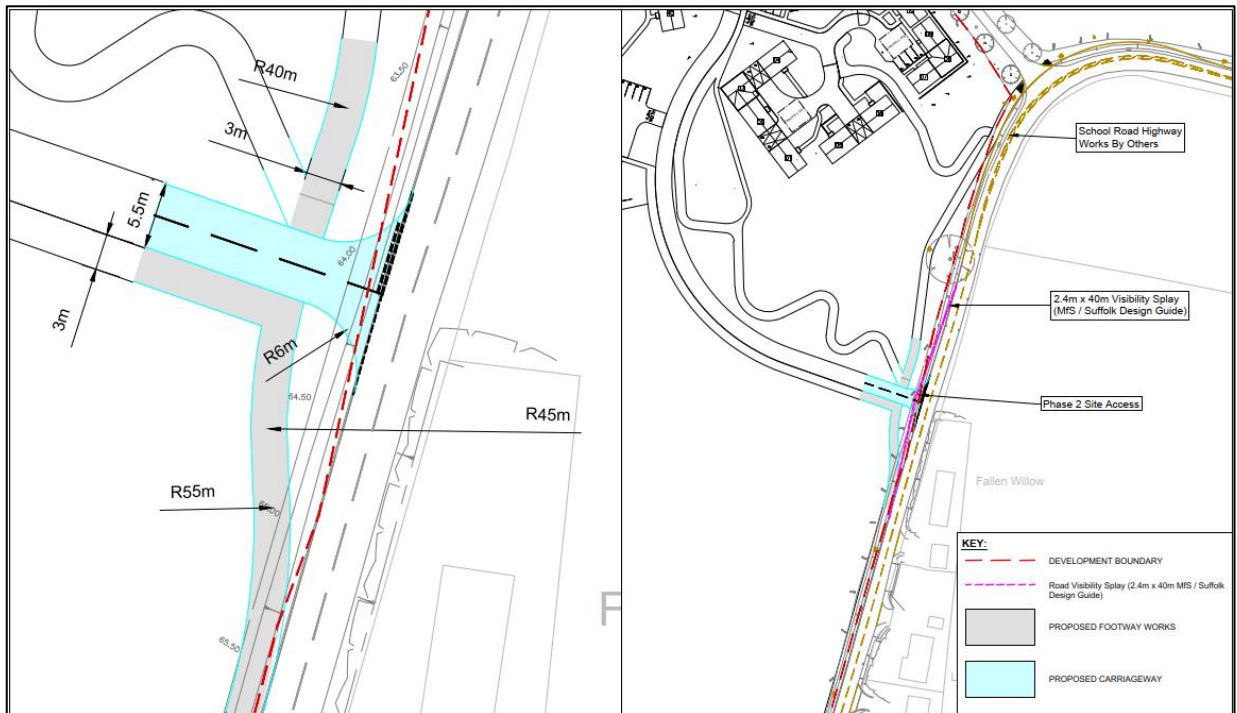 R40m
63.50
3m
5.5m
64.00
3m
R6m
64.50
R45m
R55m
65.00
65.50
F
School Road Highway
Works By Others
2.4m x 40m Visibility Splay
(MfS / Suffolk Design Guide)
Phase 2 Site Access
Fallen Willow
KEY:
DEVELOPMENT BOUNDARY
Road Visibility Splay (2.4m x 40m MfS / Suffolk
Design Guide)
PROPOSED FOOTWAY WORKS
PROPOSED CARRIAGEWAY